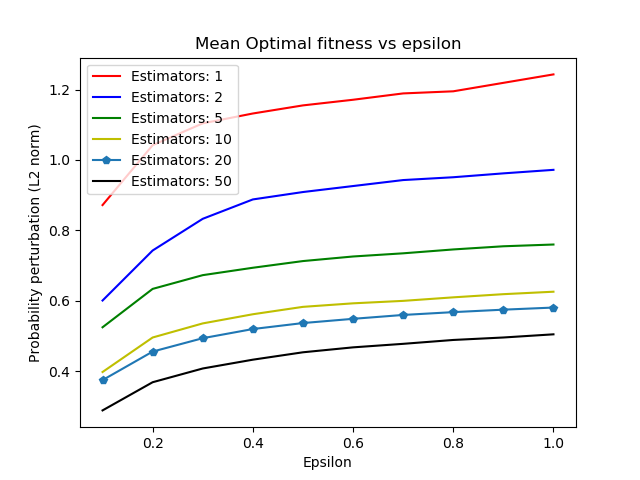 Mean Optimal fitness vs epsilon
Estimators: 1
Estimators: 2
Estimators: 5
Estimators: 10
Estimators: 20
Estimators: 50
Probability perturbation (L2 norm)
1.2
1.0
0.8
0.6
0.4
0.2 0.4 0.6 0.8 1.0
Epsilon